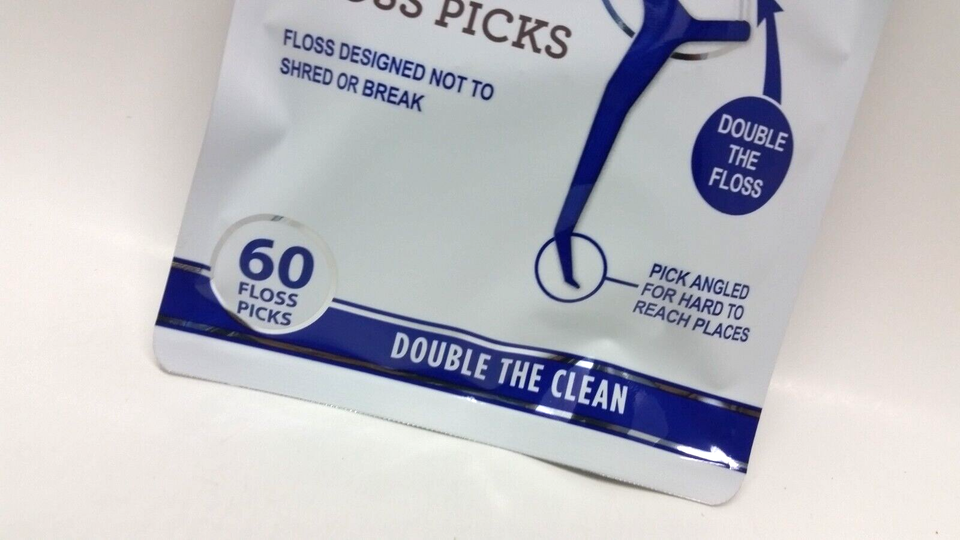 PICKS
FLOSS DESIGNED NOT TO
SHRED OR BREAK
DOUBLE
THE
FLOSS
60
FLOSS
PICKS
PICK ANGLED
FOR HARD TO
REACH PLACES
DOUBLE THE CLEAN